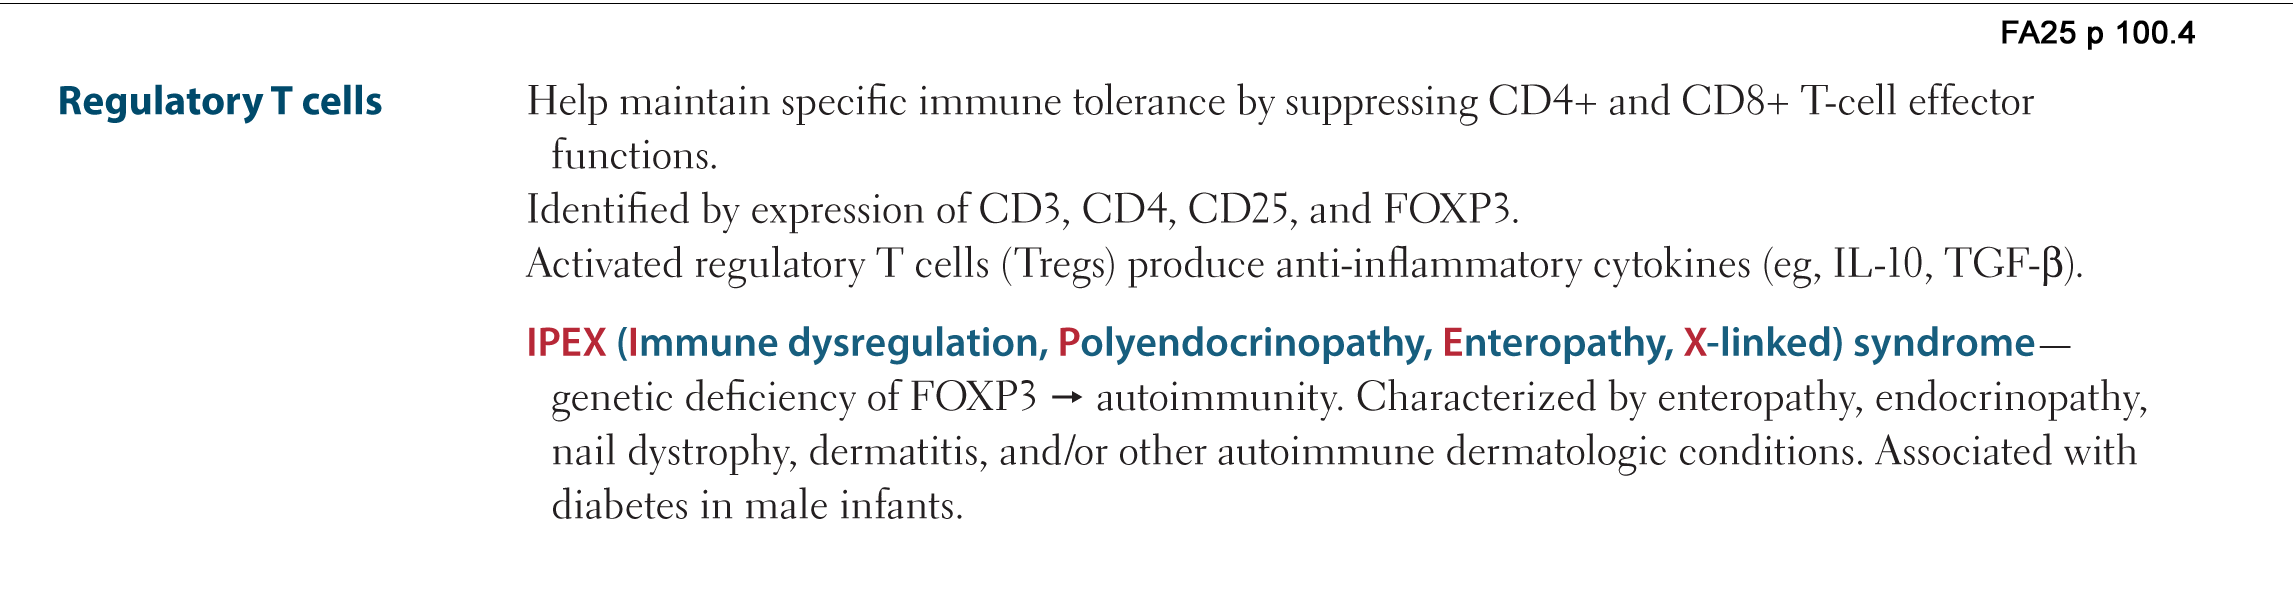 FA25 p 100.4
Regulatory T cells
Help maintain specific immune tolerance by suppressing CD4+ and CD8+ T-cell effector
functions.
Identified by expression of CD3, CD4, CD25, and FOXP3.
Activated regulatory T cells (Tregs) produce anti-inflammatory cytokines (eg, IL-10, TGF-β).
IPEX (Immune dysregulation, Polyendocrinopathy, Enteropathy, X-linked) syndrome—
genetic deficiency of FOXP3 → autoimmunity. Characterized by enteropathy, endocrinopathy,
nail dystrophy, dermatitis, and/or other autoimmune dermatologic conditions. Associated with
diabetes in male infants.